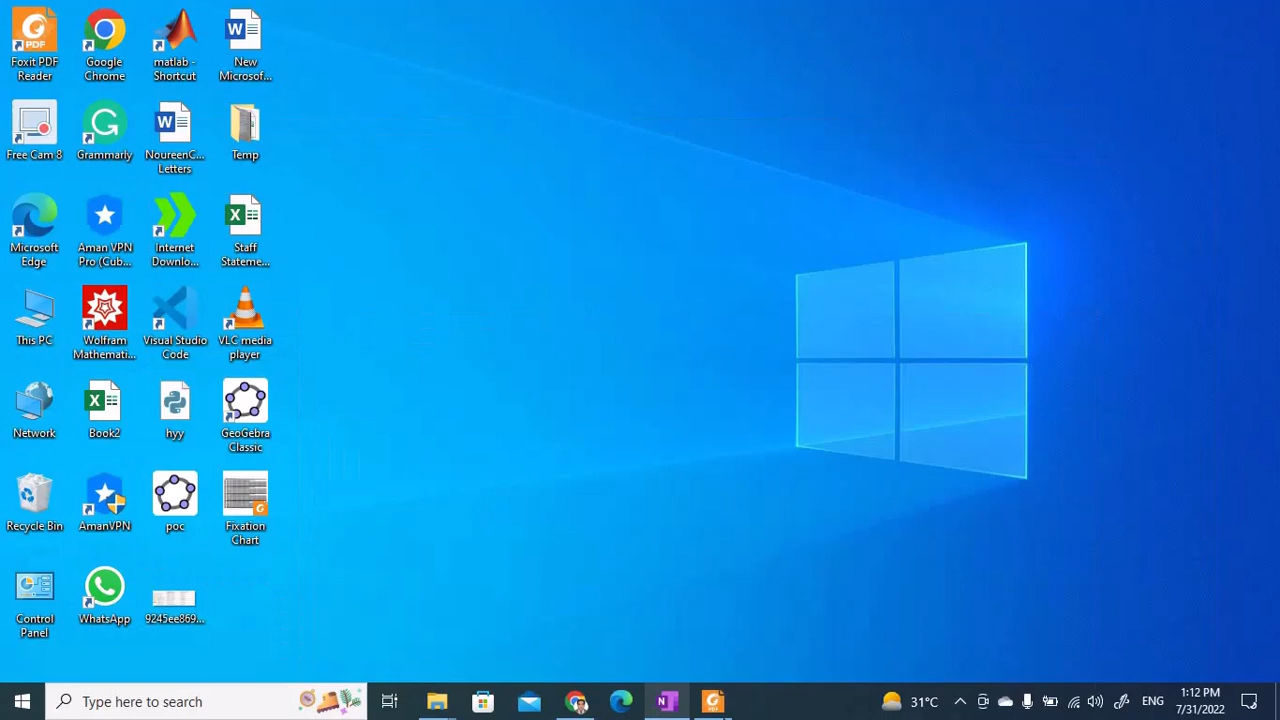 Foxit PDF
Reader
Google
Chrome
matlab -
Shortcut
New
Microsof...
Free Cam 8
Grammarly
NoureenC...
Letters
Temp
Microsoft
Edge
Aman VPN
Pro (Cub...
Internet
Downlo...
Staff
Stateme...
This PC
Wolfram
Mathemati...
Visual Studio
Code
VLC media
player
Network
Book2
hyy
GeoGebra
Classic
Recycle Bin
AmanVPN
poc
Fixation
Chart
Control
Panel
WhatsApp
9245ee869...
Type here to search
31°C
ENG
1:12 PM
7/31/2022